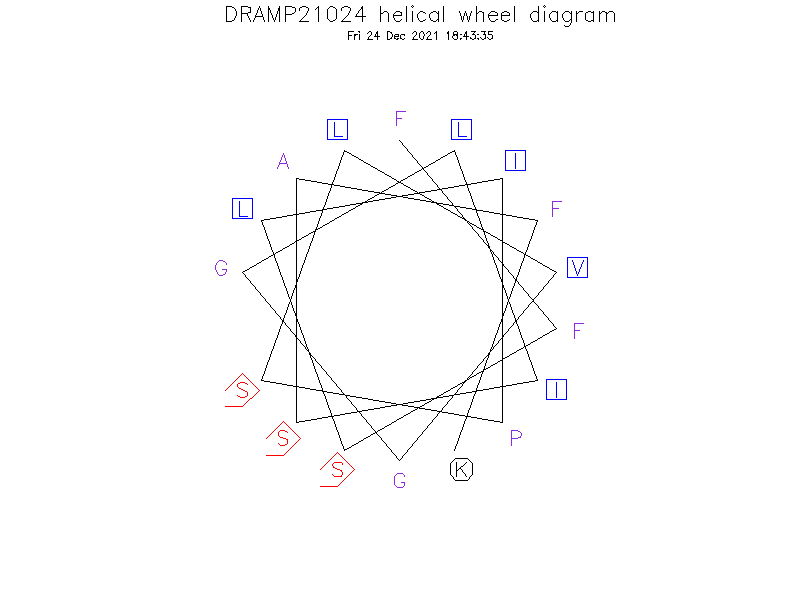 DRAMP21024 helical wheel diagram
Fri 24 Dec 2021 18:43:35
L F L
A I
L F
G V
F
S I
S P
S K
G